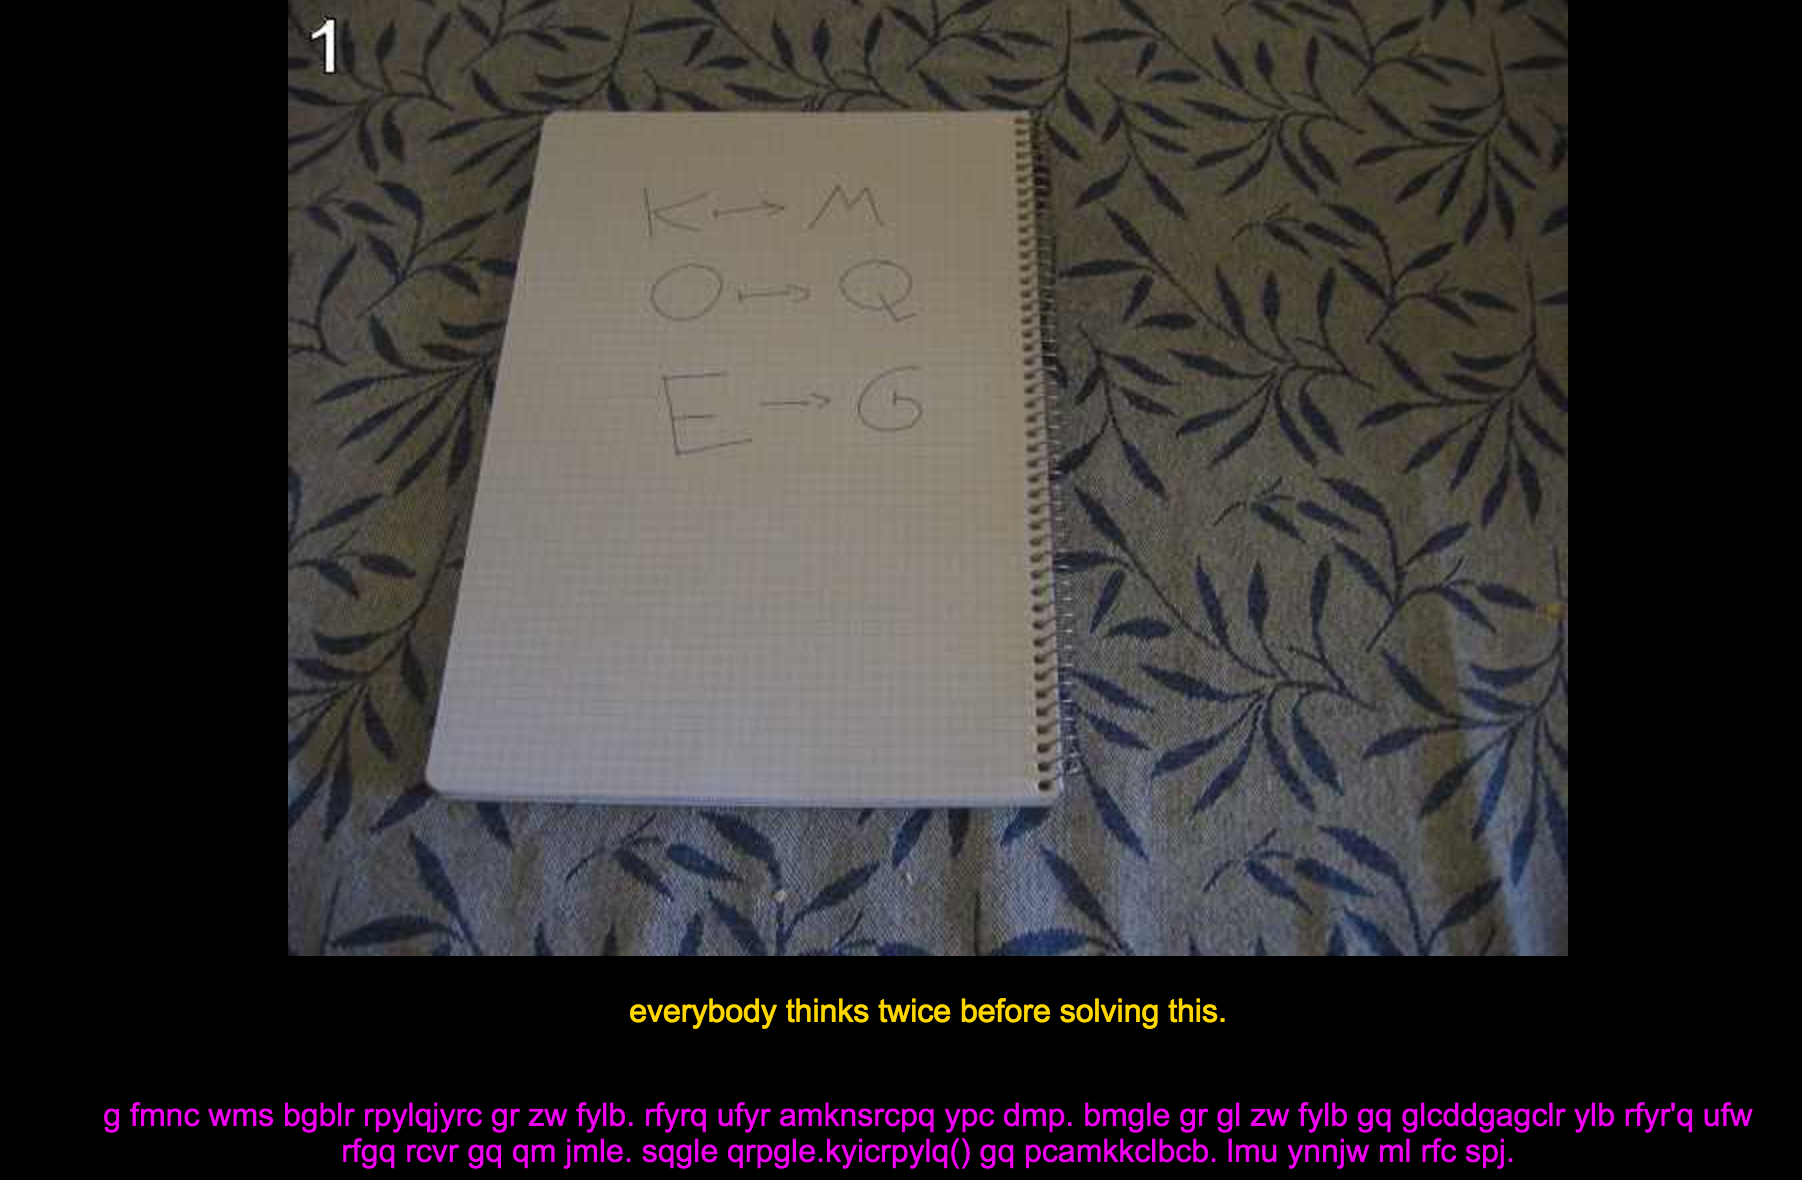 1
K → M
O → Q
E → G
everybody thinks twice before solving this.
g fmnc wms bgblr rpylqjyrc gr zw fylb. rfyrq ufyr amknsrcpq ypc dmp. bmgle gr gl zw fylb gq glcddgagclr ylb rfyr'q ufw
rfgq rcvr gq qm jmle. sqgle qrpgle.kyicrpylq() gq pcamkkclbcb. lmu ynnjw ml rfc spj.